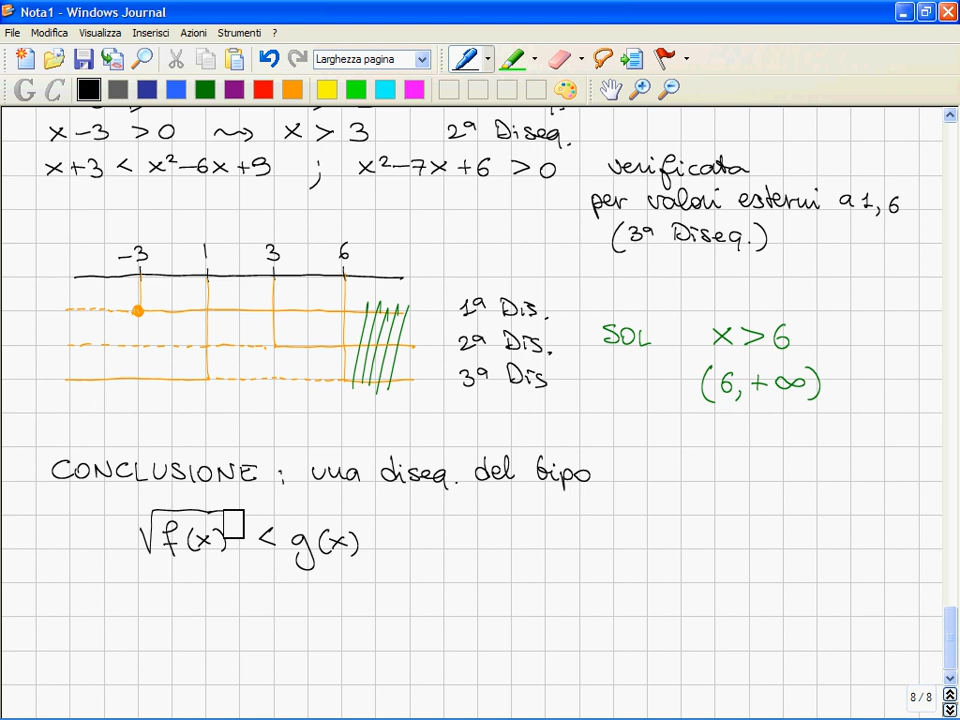 Nota1 - Windows Journal
File Modifica Visualizza Inserisci Azioni Strumenti ?
Larghezza pagina
G C
x - 3 > 0 ⇝ x > 3 2ª Diseq.
x + 3 < x² - 6x + 9 ; x² - 7x + 6 > 0 verificata
per valori esterni a 1, 6
(3ª Diseq.)
-3 1 3 6
1ª Dis.
2ª Dis.
3ª Dis
SOL x > 6
(6, +∞)
CONCLUSIONE : una diseq. del tipo
√f(x) < g(x)
8 / 8